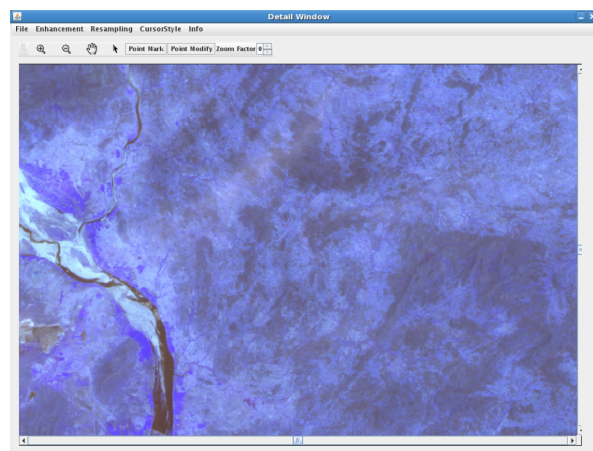 Detail Window
File Enhancement Resampling CursorStyle Info
Point Mark Point Modify Zoom Factor 0